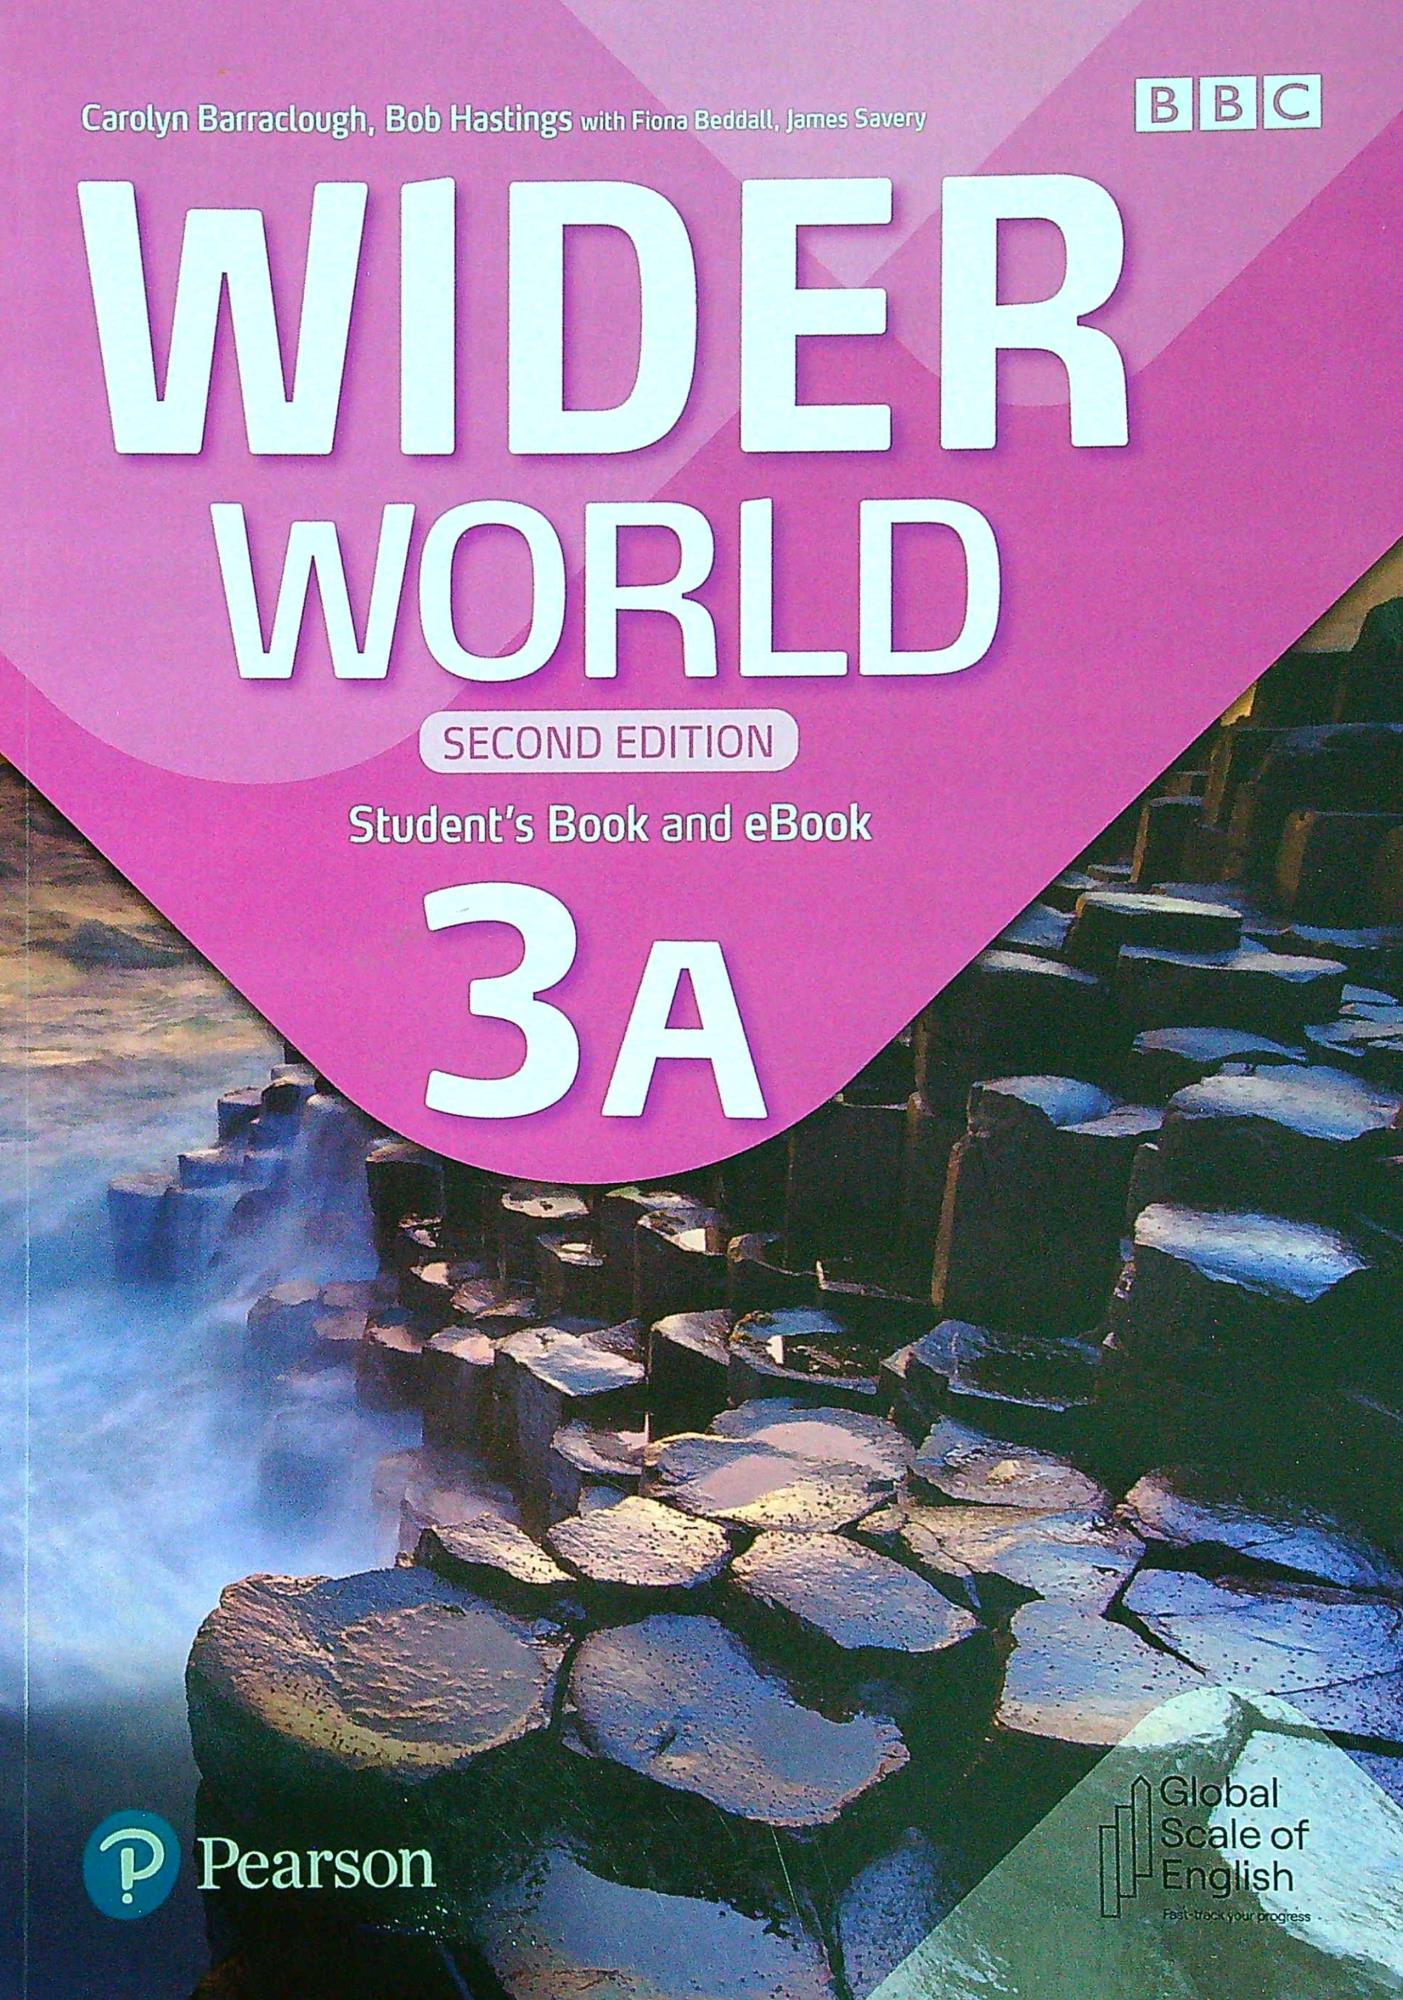 Carolyn Barraclough, Bob Hastings with Fiona Beddall, James Savery
BBC
WIDER
WORLD
SECOND EDITION
Student's Book and eBook
3A
Pearson
Global
Scale of
English
Fast-track your progress